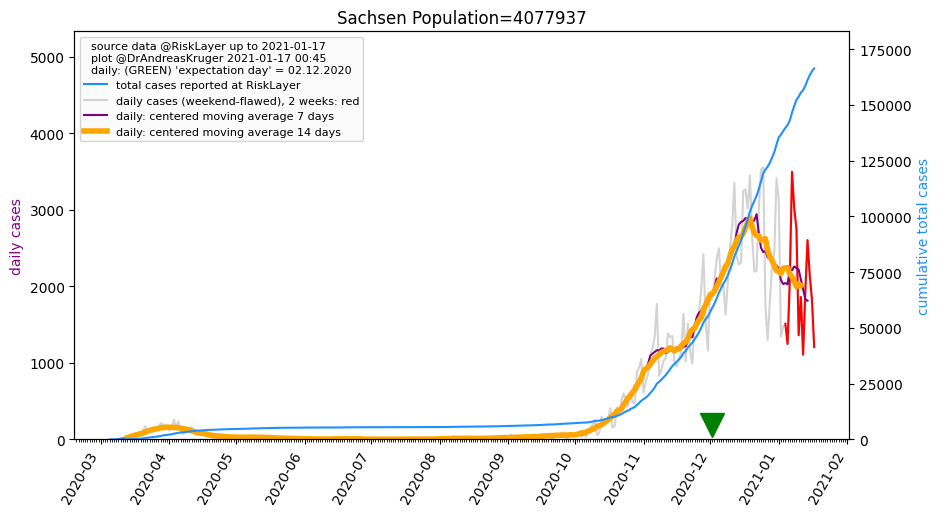 Sachsen Population=4077937
source data @RiskLayer up to 2021-01-17
plot @DrAndreasKruger 2021-01-17 00:45
daily: (GREEN) 'expectation day' = 02.12.2020
total cases reported at RiskLayer
daily cases (weekend-flawed), 2 weeks: red
daily: centered moving average 7 days
daily: centered moving average 14 days
daily cases
5000
4000
3000
2000
1000
0
cumulative total cases
175000
150000
125000
100000
75000
50000
25000
0
2020-03
2020-04
2020-05
2020-06
2020-07
2020-08
2020-09
2020-10
2020-11
2020-12
2021-01
2021-02